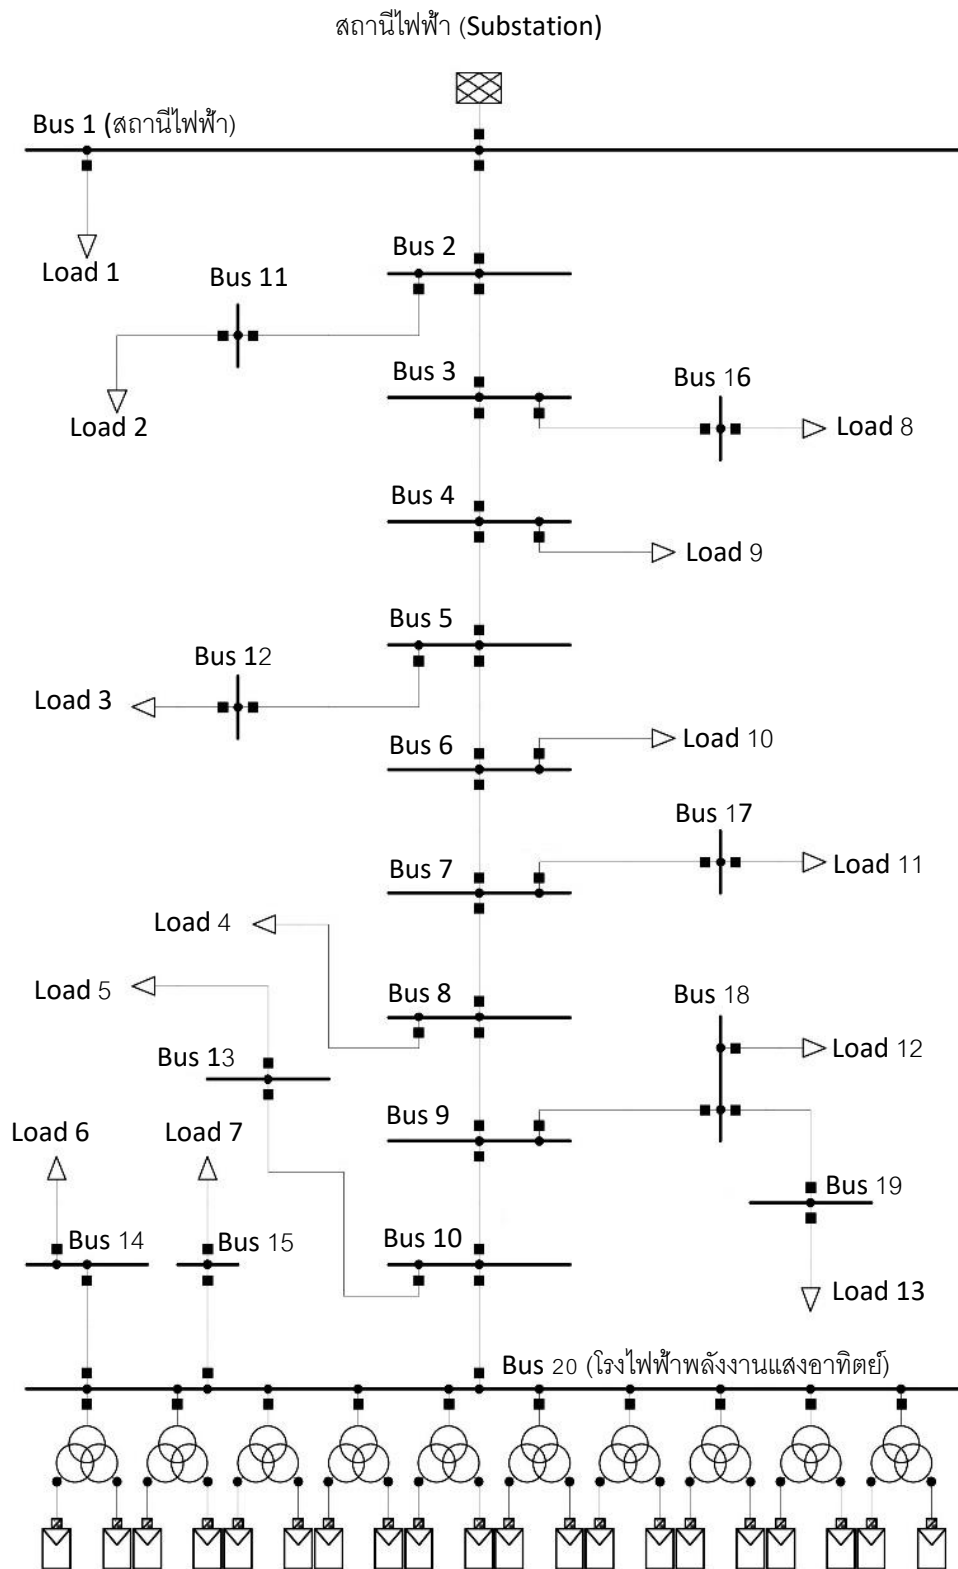 สถานีไฟฟ้า (Substation)
Bus 1 (สถานีไฟฟ้า)
Load 1
Bus 2
Bus 11
Load 2
Bus 3
Bus 16
Load 8
Bus 4
Load 9
Bus 5
Bus 12
Load 3
Bus 6
Load 10
Bus 17
Bus 7
Load 11
Load 4
Load 5
Bus 8
Bus 18
Load 12
Bus 13
Bus 9
Load 6
Load 7
Bus 19
Bus 14
Bus 15
Bus 10
Load 13
Bus 20 (โรงไฟฟ้าพลังงานแสงอาทิตย์)